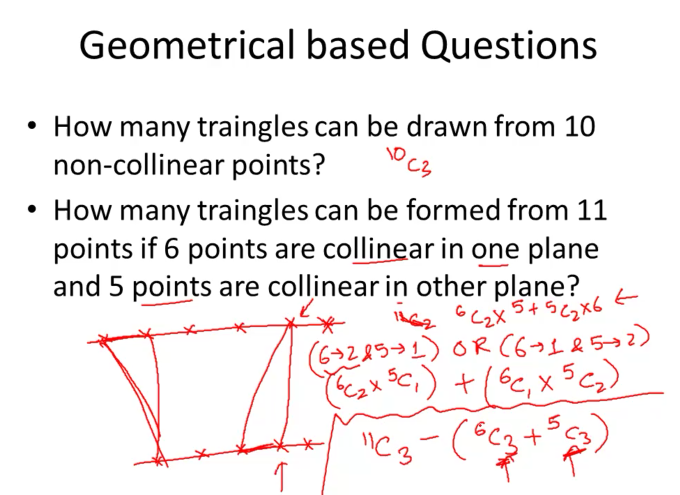 Geometrical based Questions
• How many traingles can be drawn from 10
non-collinear points?
¹⁰C₃
• How many traingles can be formed from 11
points if 6 points are collinear in one plane
and 5 points are collinear in other plane?
⁶C₂ × 5 + ⁵C₂ × 6 ←
(6→2 & 5→1) OR (6→1 & 5→2)
(⁶C₂ × ⁵C₁) + (⁶C₁ × ⁵C₂)
¹¹C₃ − (⁶C₃ + ⁵C₃)